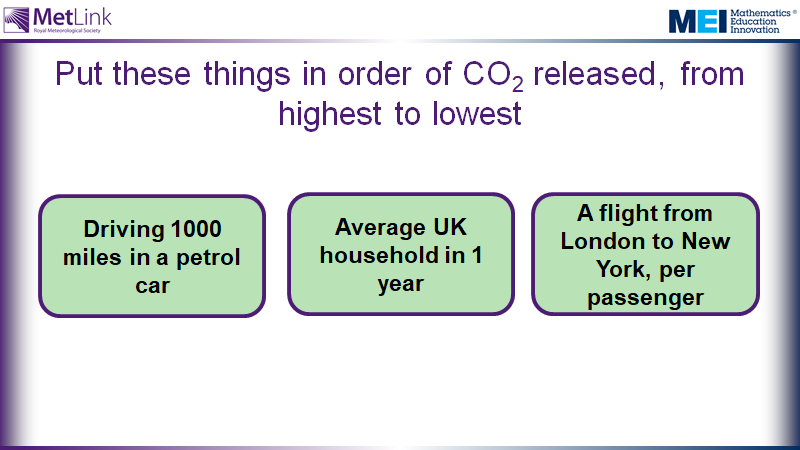 MetLink
Royal Meteorological Society
MEI Mathematics®
Education
Innovation
Put these things in order of CO₂ released, from
highest to lowest
Driving 1000
miles in a petrol
car
Average UK
household in 1
year
A flight from
London to New
York, per
passenger